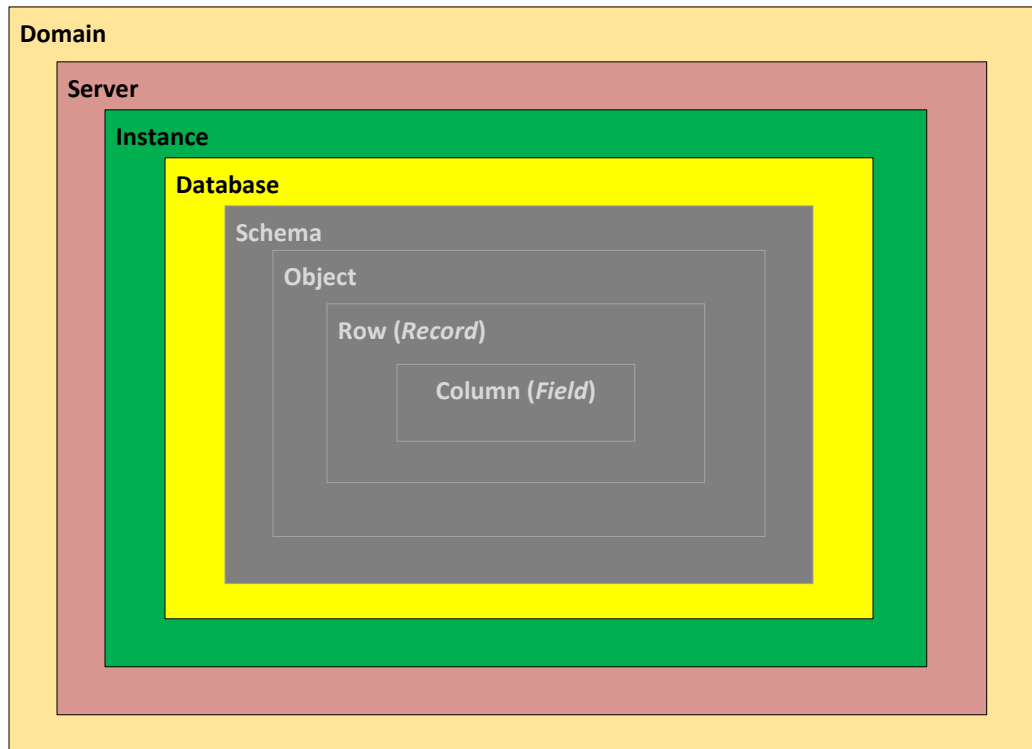 Domain
Server
Instance
Database
Schema
Object
Row (Record)
Column (Field)